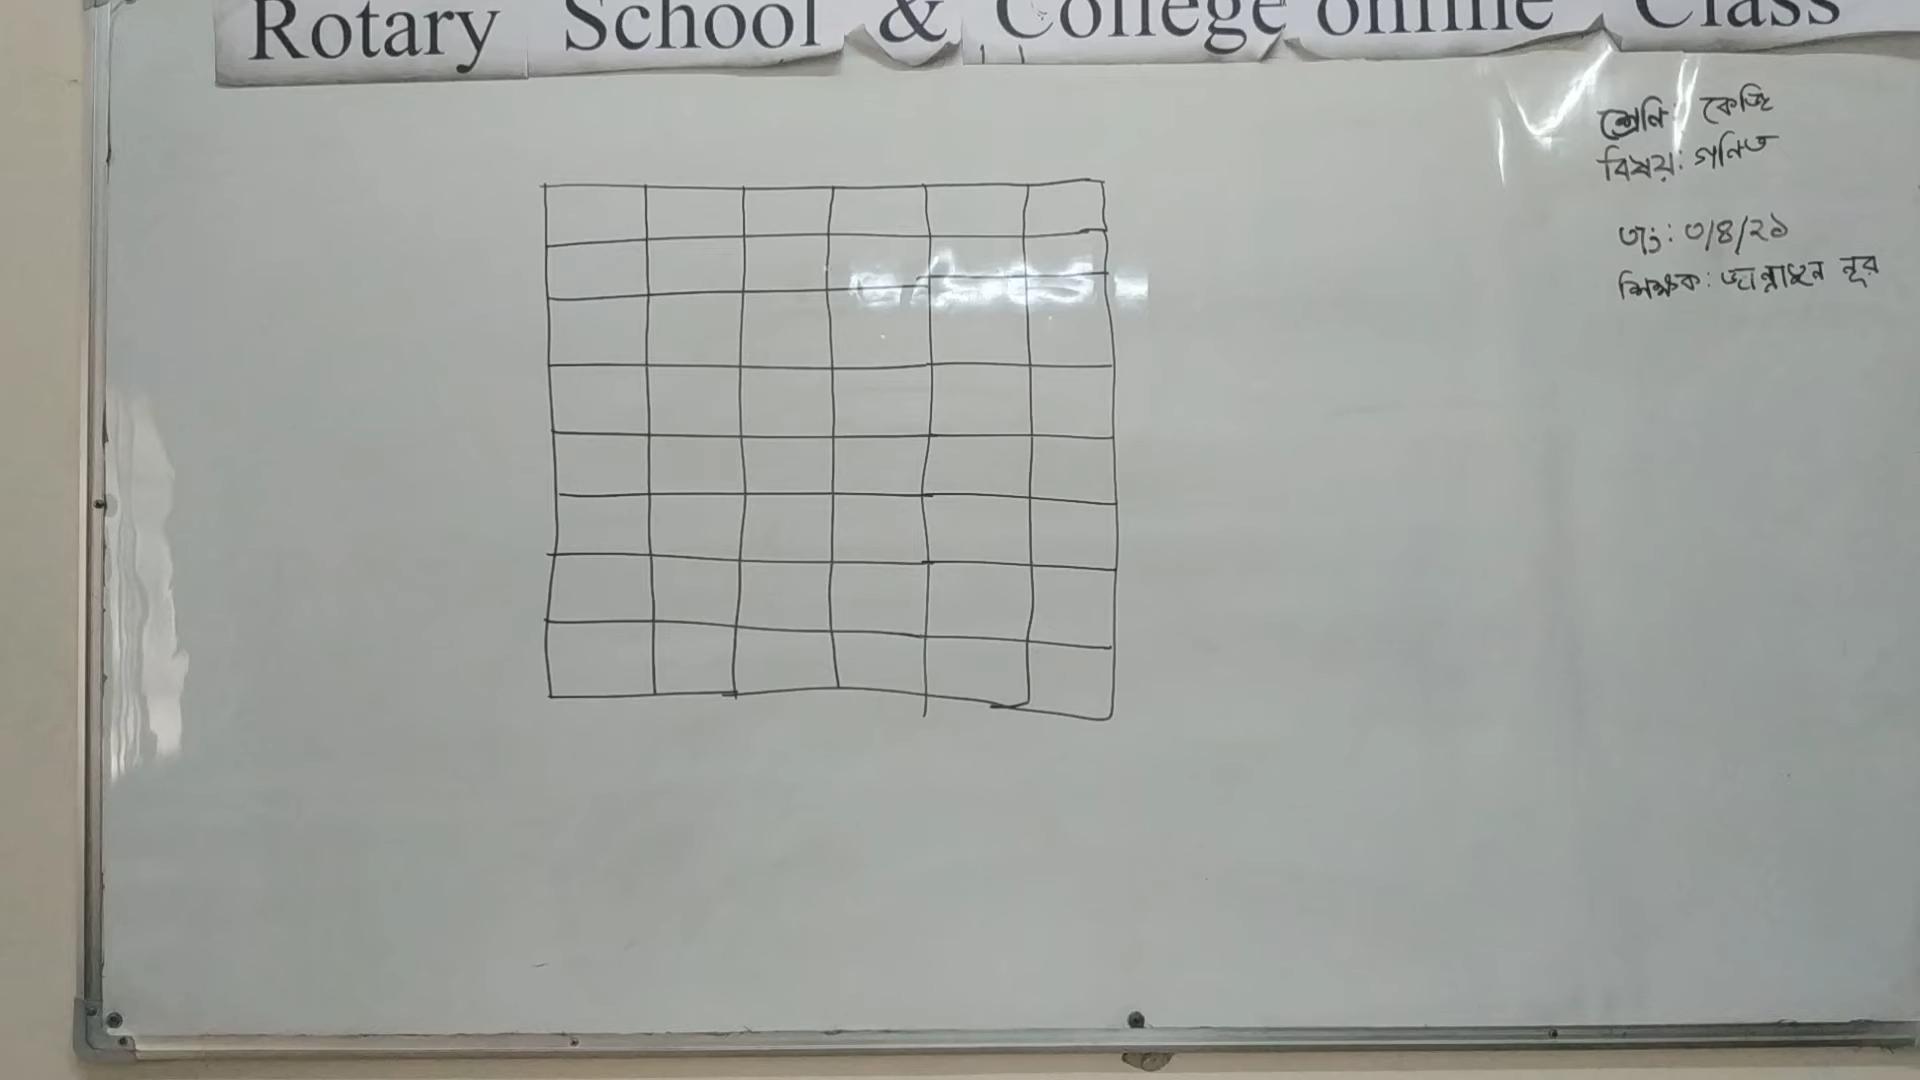 Rotary School & College online Class
শ্রেণি: কেজি
বিষয়: গনিত
তাং: ৩/৪/২১
শিক্ষক: জান্নাতুন নূর